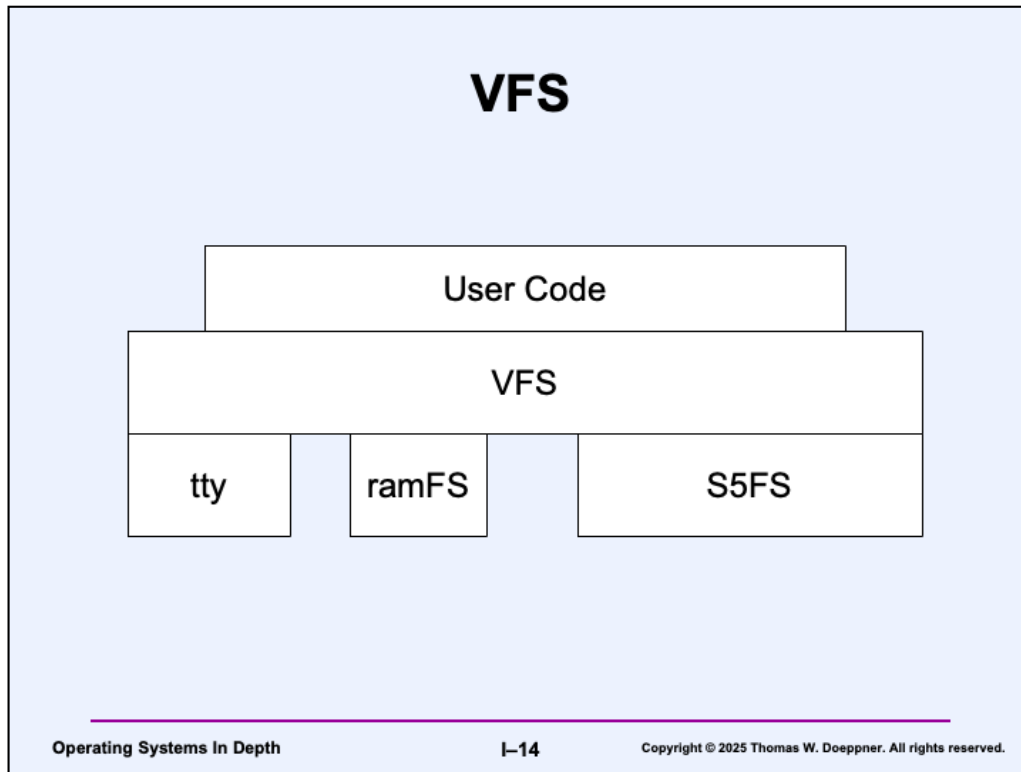 VFS
User Code
VFS
tty
ramFS
S5FS
Operating Systems In Depth
I–14
Copyright © 2025 Thomas W. Doeppner. All rights reserved.